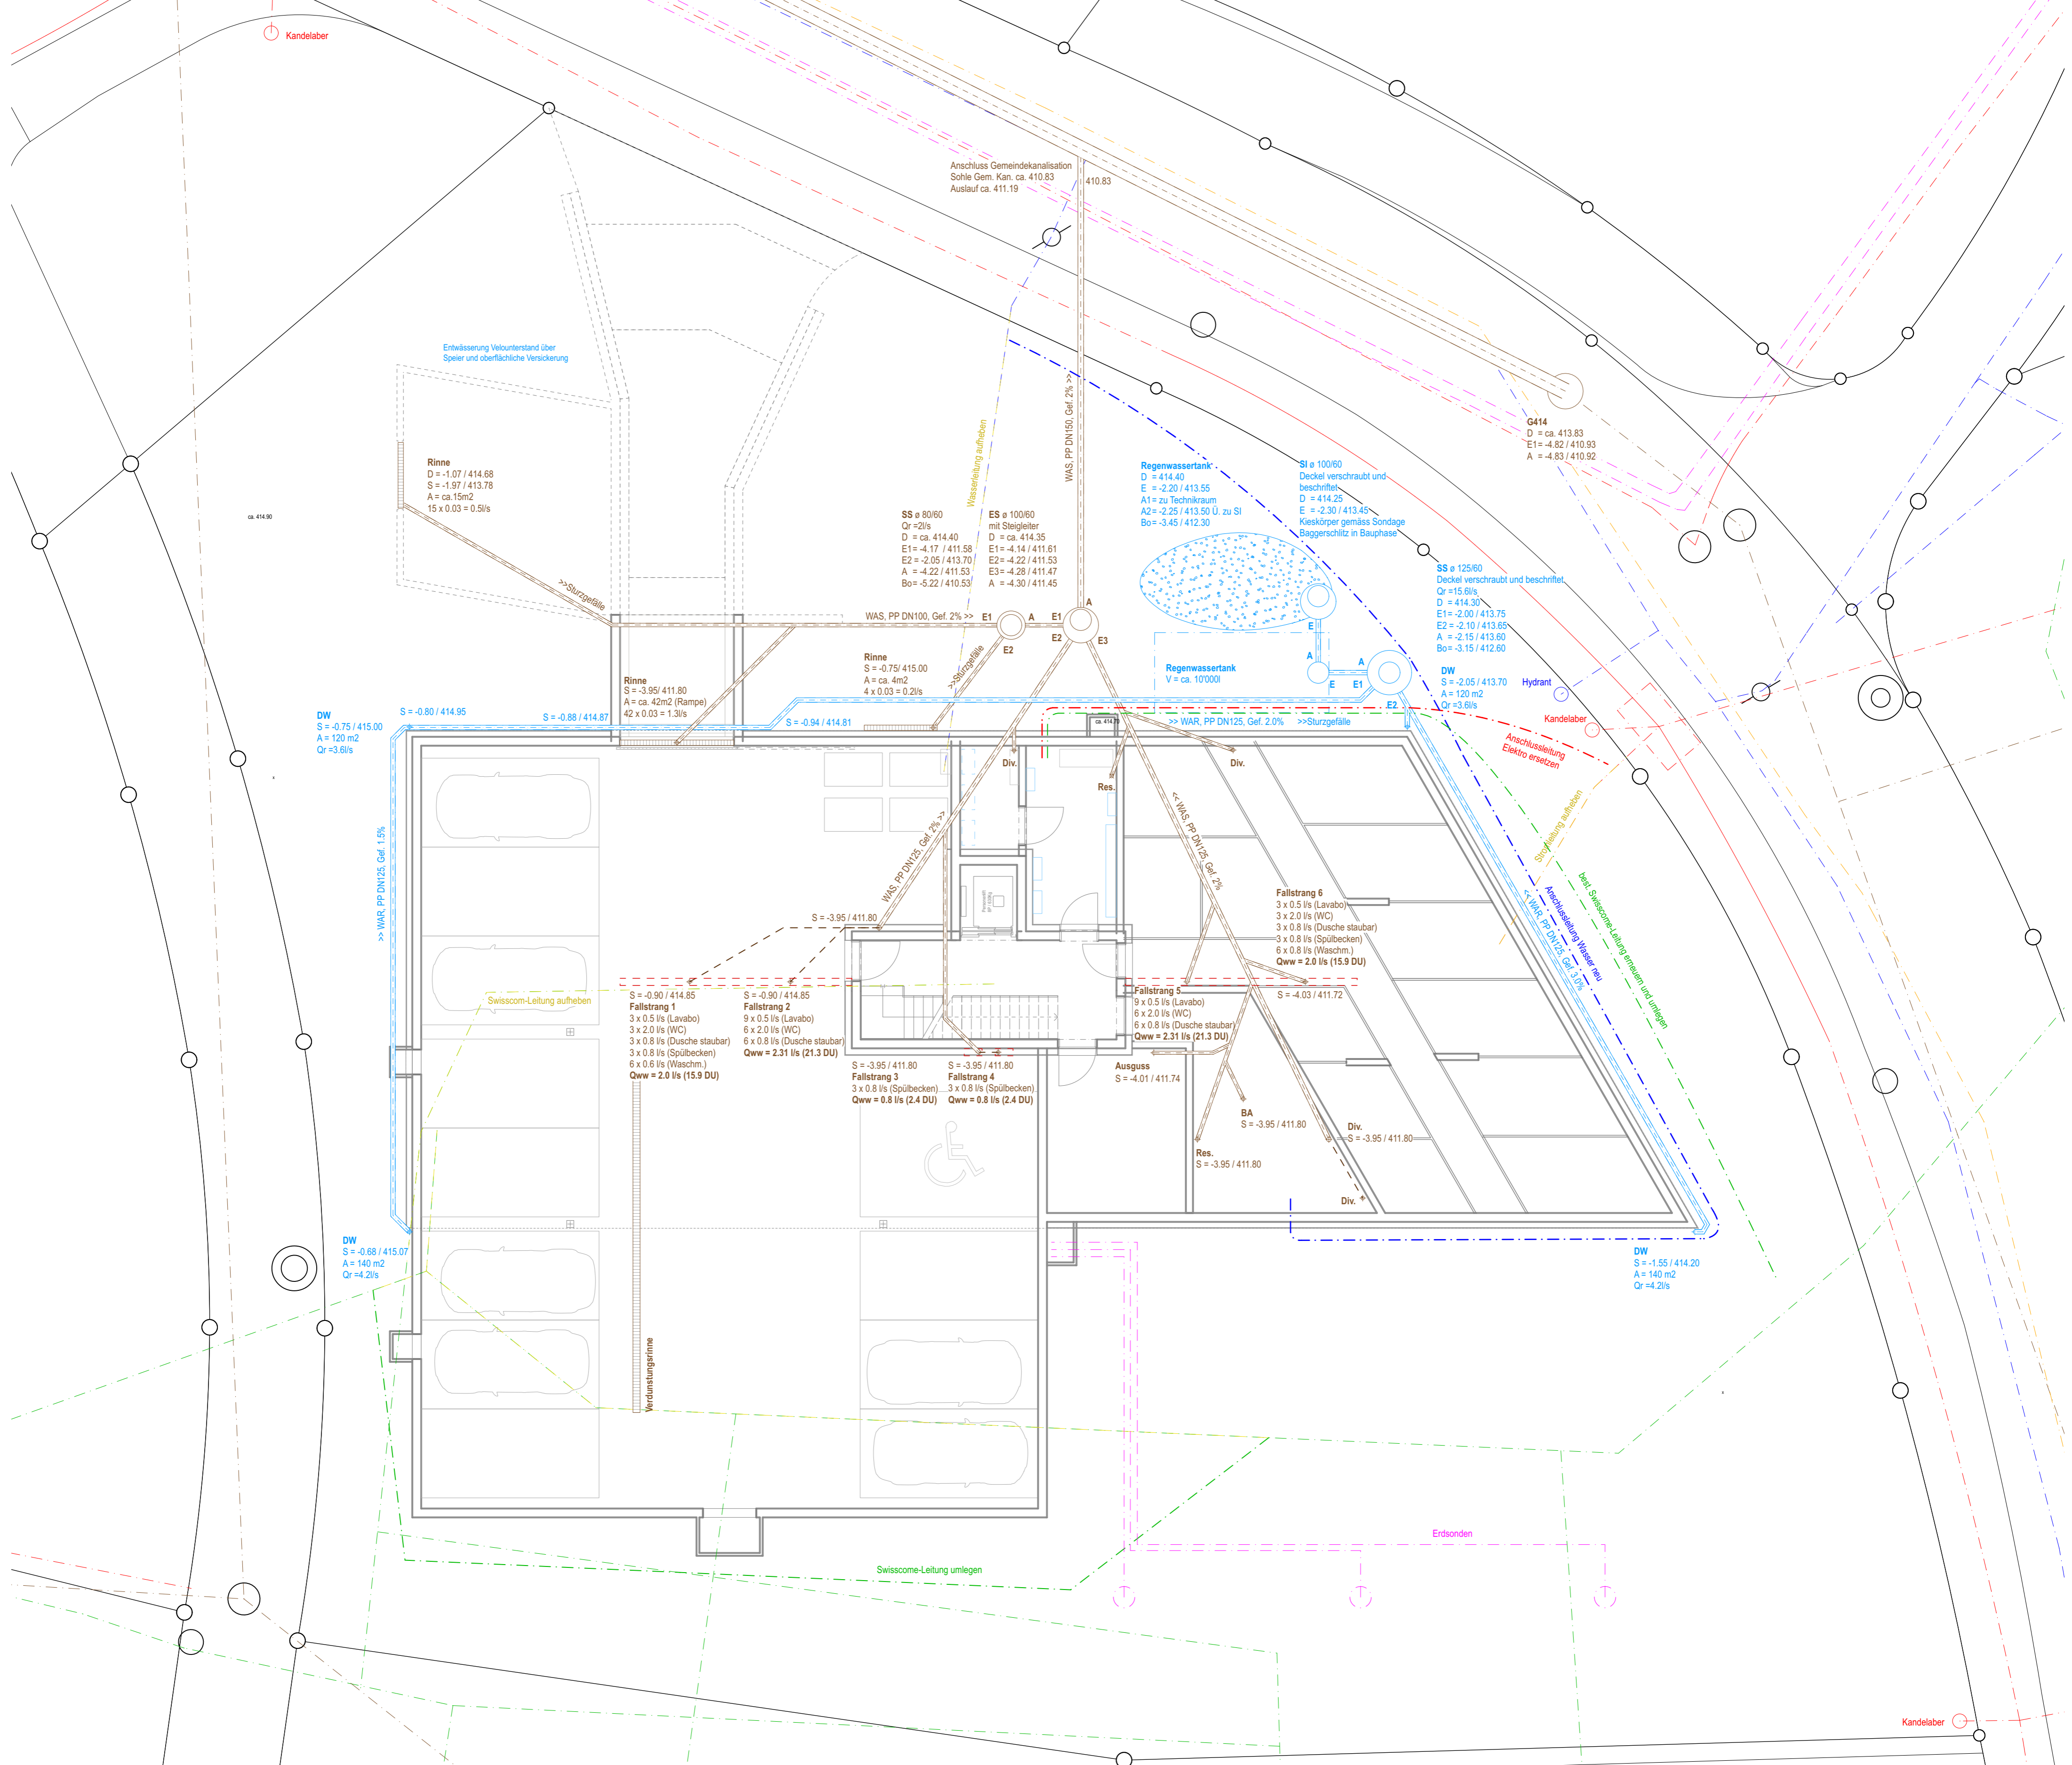 Kandelaber
Anschluss Gemeindekanalisation
Sohle Gem. Kan. ca. 410.83
Auslauf ca. 411.19
410.83
Entwässerung Velounterstand über
Speier und oberflächliche Versickerung
WAS, PP DN150, Gef. 2% >>
Wasserleitung aufheben
G414
D = ca. 413.83
E1= -4.82 / 410.93
A = -4.83 / 410.92
Rinne
D = -1.07 / 414.68
S = -1.97 / 413.78
A = ca.15m2
15 x 0.03 = 0.5l/s
ca. 414.90
Regenwassertank
D = 414.40
E = -2.20 / 413.55
A1= zu Technikraum
A2= -2.25 / 413.50 Ü. zu SI
Bo= -3.45 / 412.30
SI ø 100/60
Deckel verschraubt und
beschriftet
D = 414.25
E = -2.30 / 413.45
Kieskörper gemäss Sondage
Baggerschlitz in Bauphase
SS ø 80/60
Qr =2l/s
D = ca. 414.40
E1= -4.17 / 411.58
E2= -2.05 / 413.70
A = -4.22 / 411.53
Bo= -5.22 / 410.53
ES ø 100/60
mit Steigleiter
D = ca. 414.35
E1= -4.14 / 411.61
E2= -4.22 / 411.53
E3= -4.28 / 411.47
A = -4.30 / 411.45
SS ø 125/60
Deckel verschraubt und beschriftet
Qr =15.6l/s
D = 414.30
E1= -2.00 / 413.75
E2= -2.10 / 413.65
A = -2.15 / 413.60
Bo= -3.15 / 412.60
>>Sturzgefälle
WAS, PP DN100, Gef. 2% >>
E1
A
E1
A
E2
E2
E3
E
A
A
E
E1
E2
>>Sturzgefälle
Rinne
S = -0.75/ 415.00
A = ca. 4m2
4 x 0.03 = 0.2l/s
Regenwassertank
V = ca. 10'000l
Rinne
S = -3.95/ 411.80
A = ca. 42m2 (Rampe)
42 x 0.03 = 1.3l/s
DW
S = -2.05 / 413.70
A = 120 m2
Qr =3.6l/s
Hydrant
Kandelaber
Anschlussleitung
Elektro ersetzen
DW
S = -0.75 / 415.00
A = 120 m2
Qr =3.6l/s
S = -0.80 / 414.95
S = -0.88 / 414.87
S = -0.94 / 414.81
>> WAR, PP DN125, Gef. 2.0%
>>Sturzgefälle
Div.
Res.
Div.
>> WAR, PP DN125, Gef. 1.5%
WAS, PP DN125, Gef. 2% >>
<< WAS, PP DN125, Gef. 2%
Stromleitung aufheben
best. Swisscome-Leitung erneuern und umlegen
Anschlussleitung Wasser neu
<< WAR, PP DN125, Gef. 3.0%
S = -3.95 / 411.80
Fallstrang 6
3 x 0.5 l/s (Lavabo)
3 x 2.0 l/s (WC)
3 x 0.8 l/s (Dusche staubar)
3 x 0.8 l/s (Spülbecken)
6 x 0.8 l/s (Waschm.)
Qww = 2.0 l/s (15.9 DU)
S = -4.03 / 411.72
Swisscom-Leitung aufheben
S = -0.90 / 414.85
Fallstrang 1
3 x 0.5 l/s (Lavabo)
3 x 2.0 l/s (WC)
3 x 0.8 l/s (Dusche staubar)
3 x 0.8 l/s (Spülbecken)
6 x 0.6 l/s (Waschm.)
Qww = 2.0 l/s (15.9 DU)
S = -0.90 / 414.85
Fallstrang 2
9 x 0.5 l/s (Lavabo)
6 x 2.0 l/s (WC)
6 x 0.8 l/s (Dusche staubar)
Qww = 2.31 l/s (21.3 DU)
Fallstrang 5
9 x 0.5 l/s (Lavabo)
6 x 2.0 l/s (WC)
6 x 0.8 l/s (Dusche staubar)
Qww = 2.31 l/s (21.3 DU)
S = -3.95 / 411.80
Fallstrang 3
3 x 0.8 l/s (Spülbecken)
Qww = 0.8 l/s (2.4 DU)
S = -3.95 / 411.80
Fallstrang 4
3 x 0.8 l/s (Spülbecken)
Qww = 0.8 l/s (2.4 DU)
Ausguss
S = -4.01 / 411.74
BA
S = -3.95 / 411.80
Div.
S = -3.95 / 411.80
Res.
S = -3.95 / 411.80
Div.
DW
S = -0.68 / 415.07
A = 140 m2
Qr =4.2l/s
DW
S = -1.55 / 414.20
A = 140 m2
Qr =4.2l/s
Verdunstungsrinne
Erdsonden
Swisscome-Leitung umlegen
Kandelaber